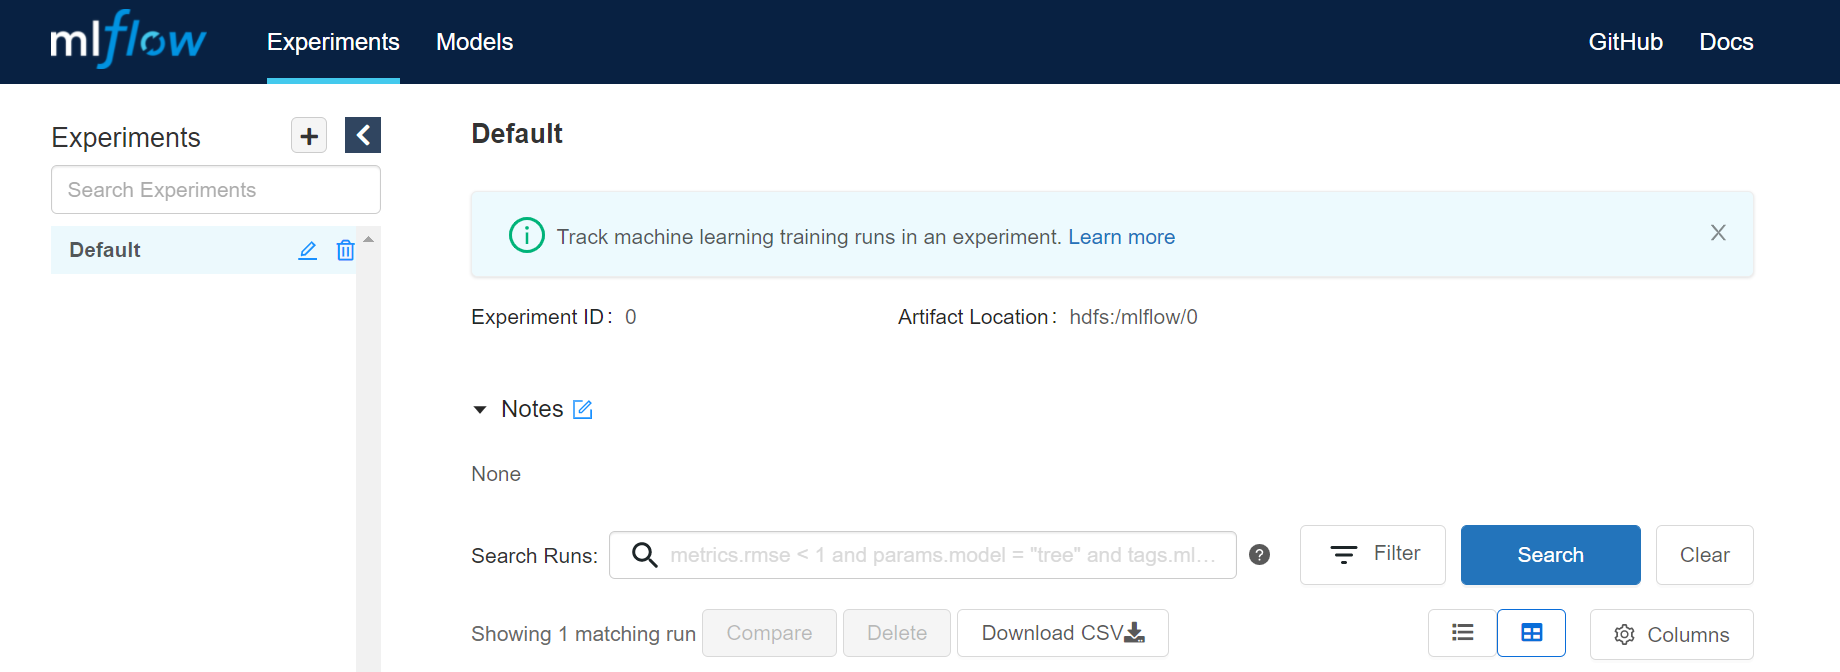 mlflow Experiments Models GitHub Docs
Experiments
Search Experiments
Default
Default
Track machine learning training runs in an experiment. Learn more
Experiment ID: 0 Artifact Location: hdfs:/mlflow/0
Notes
None
Search Runs: metrics.rmse < 1 and params.model = "tree" and tags.ml... Filter Search Clear
Showing 1 matching run Compare Delete Download CSV Columns